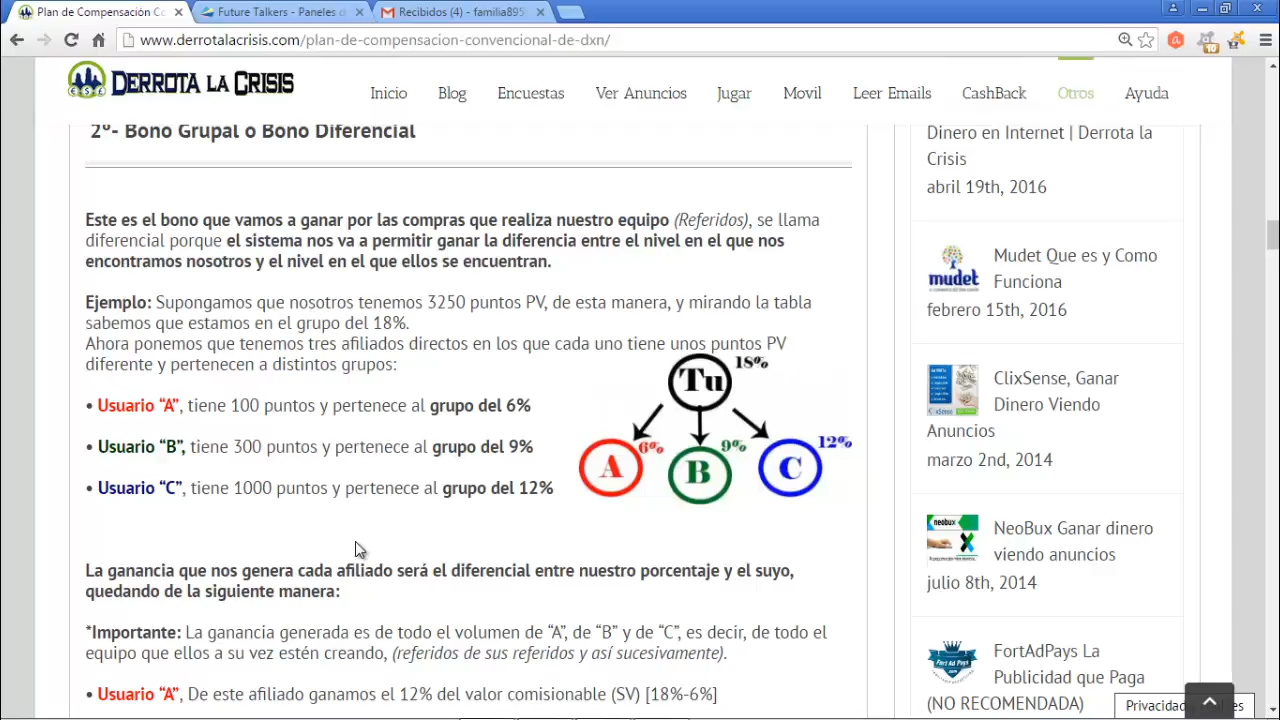 Plan de Compensación Co
Future Talkers - Paneles d
Recibidos (4) - familia895
www.derrotalacrisis.com/plan-de-compensacion-convencional-de-dxn/
10
DERROTA LA CRISIS
Inicio
Blog
Encuestas
Ver Anuncios
Jugar
Movil
Leer Emails
CashBack
Otros
Ayuda
2º- Bono Grupal o Bono Diferencial
Este es el bono que vamos a ganar por las compras que realiza nuestro equipo (Referidos), se llama
diferencial porque el sistema nos va a permitir ganar la diferencia entre el nivel en el que nos
encontramos nosotros y el nivel en el que ellos se encuentran.
Ejemplo: Supongamos que nosotros tenemos 3250 puntos PV, de esta manera, y mirando la tabla
sabemos que estamos en el grupo del 18%.
Ahora ponemos que tenemos tres afiliados directos en los que cada uno tiene unos puntos PV
diferente y pertenecen a distintos grupos:
• Usuario “A”, tiene 100 puntos y pertenece al grupo del 6%
• Usuario “B”, tiene 300 puntos y pertenece al grupo del 9%
• Usuario “C”, tiene 1000 puntos y pertenece al grupo del 12%
Tu
18%
A
6%
B
9%
C
12%
La ganancia que nos genera cada afiliado será el diferencial entre nuestro porcentaje y el suyo,
quedando de la siguiente manera:
*Importante: La ganancia generada es de todo el volumen de “A”, de “B” y de “C”, es decir, de todo el
equipo que ellos a su vez estén creando, (referidos de sus referidos y así sucesivamente).
• Usuario “A”, De este afiliado ganamos el 12% del valor comisionable (SV) [18%-6%]
Dinero en Internet | Derrota la
Crisis
abril 19th, 2016
mudet
Mudet Que es y Como
Funciona
febrero 15th, 2016
ClixSense, Ganar
Dinero Viendo
Anuncios
marzo 2nd, 2014
neobux
NeoBux Ganar dinero
viendo anuncios
julio 8th, 2014
FortAdPays La
Publicidad que Paga
(NO RECOMENDADA)
Privacidad
es